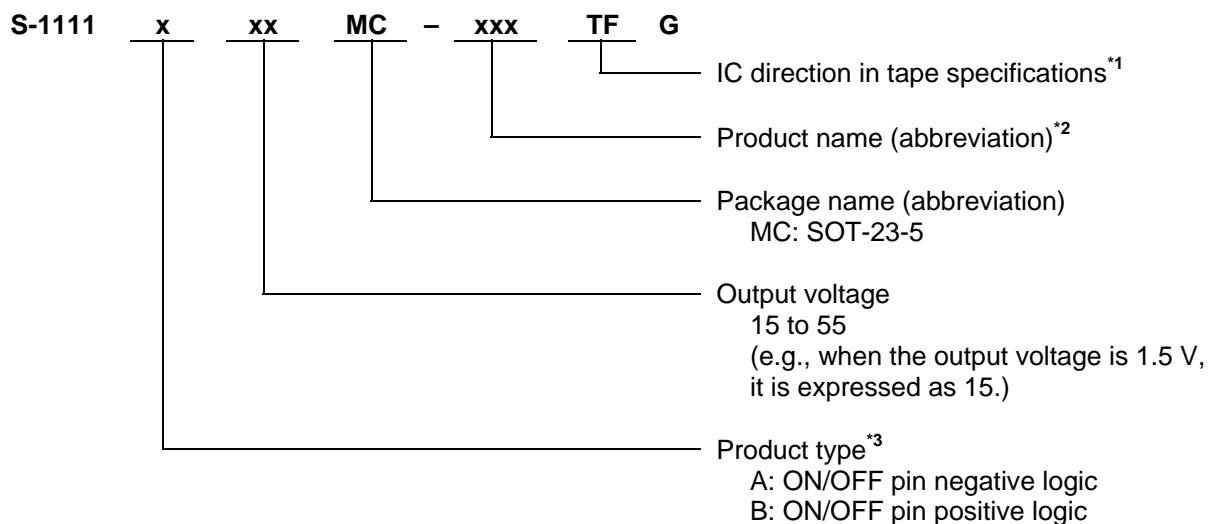 S-1111 x xx MC – xxx TF G
IC direction in tape specifications*1
Product name (abbreviation)*2
Package name (abbreviation)
MC: SOT-23-5
Output voltage
15 to 55
(e.g., when the output voltage is 1.5 V,
it is expressed as 15.)
Product type*3
A: ON/OFF pin negative logic
B: ON/OFF pin positive logic